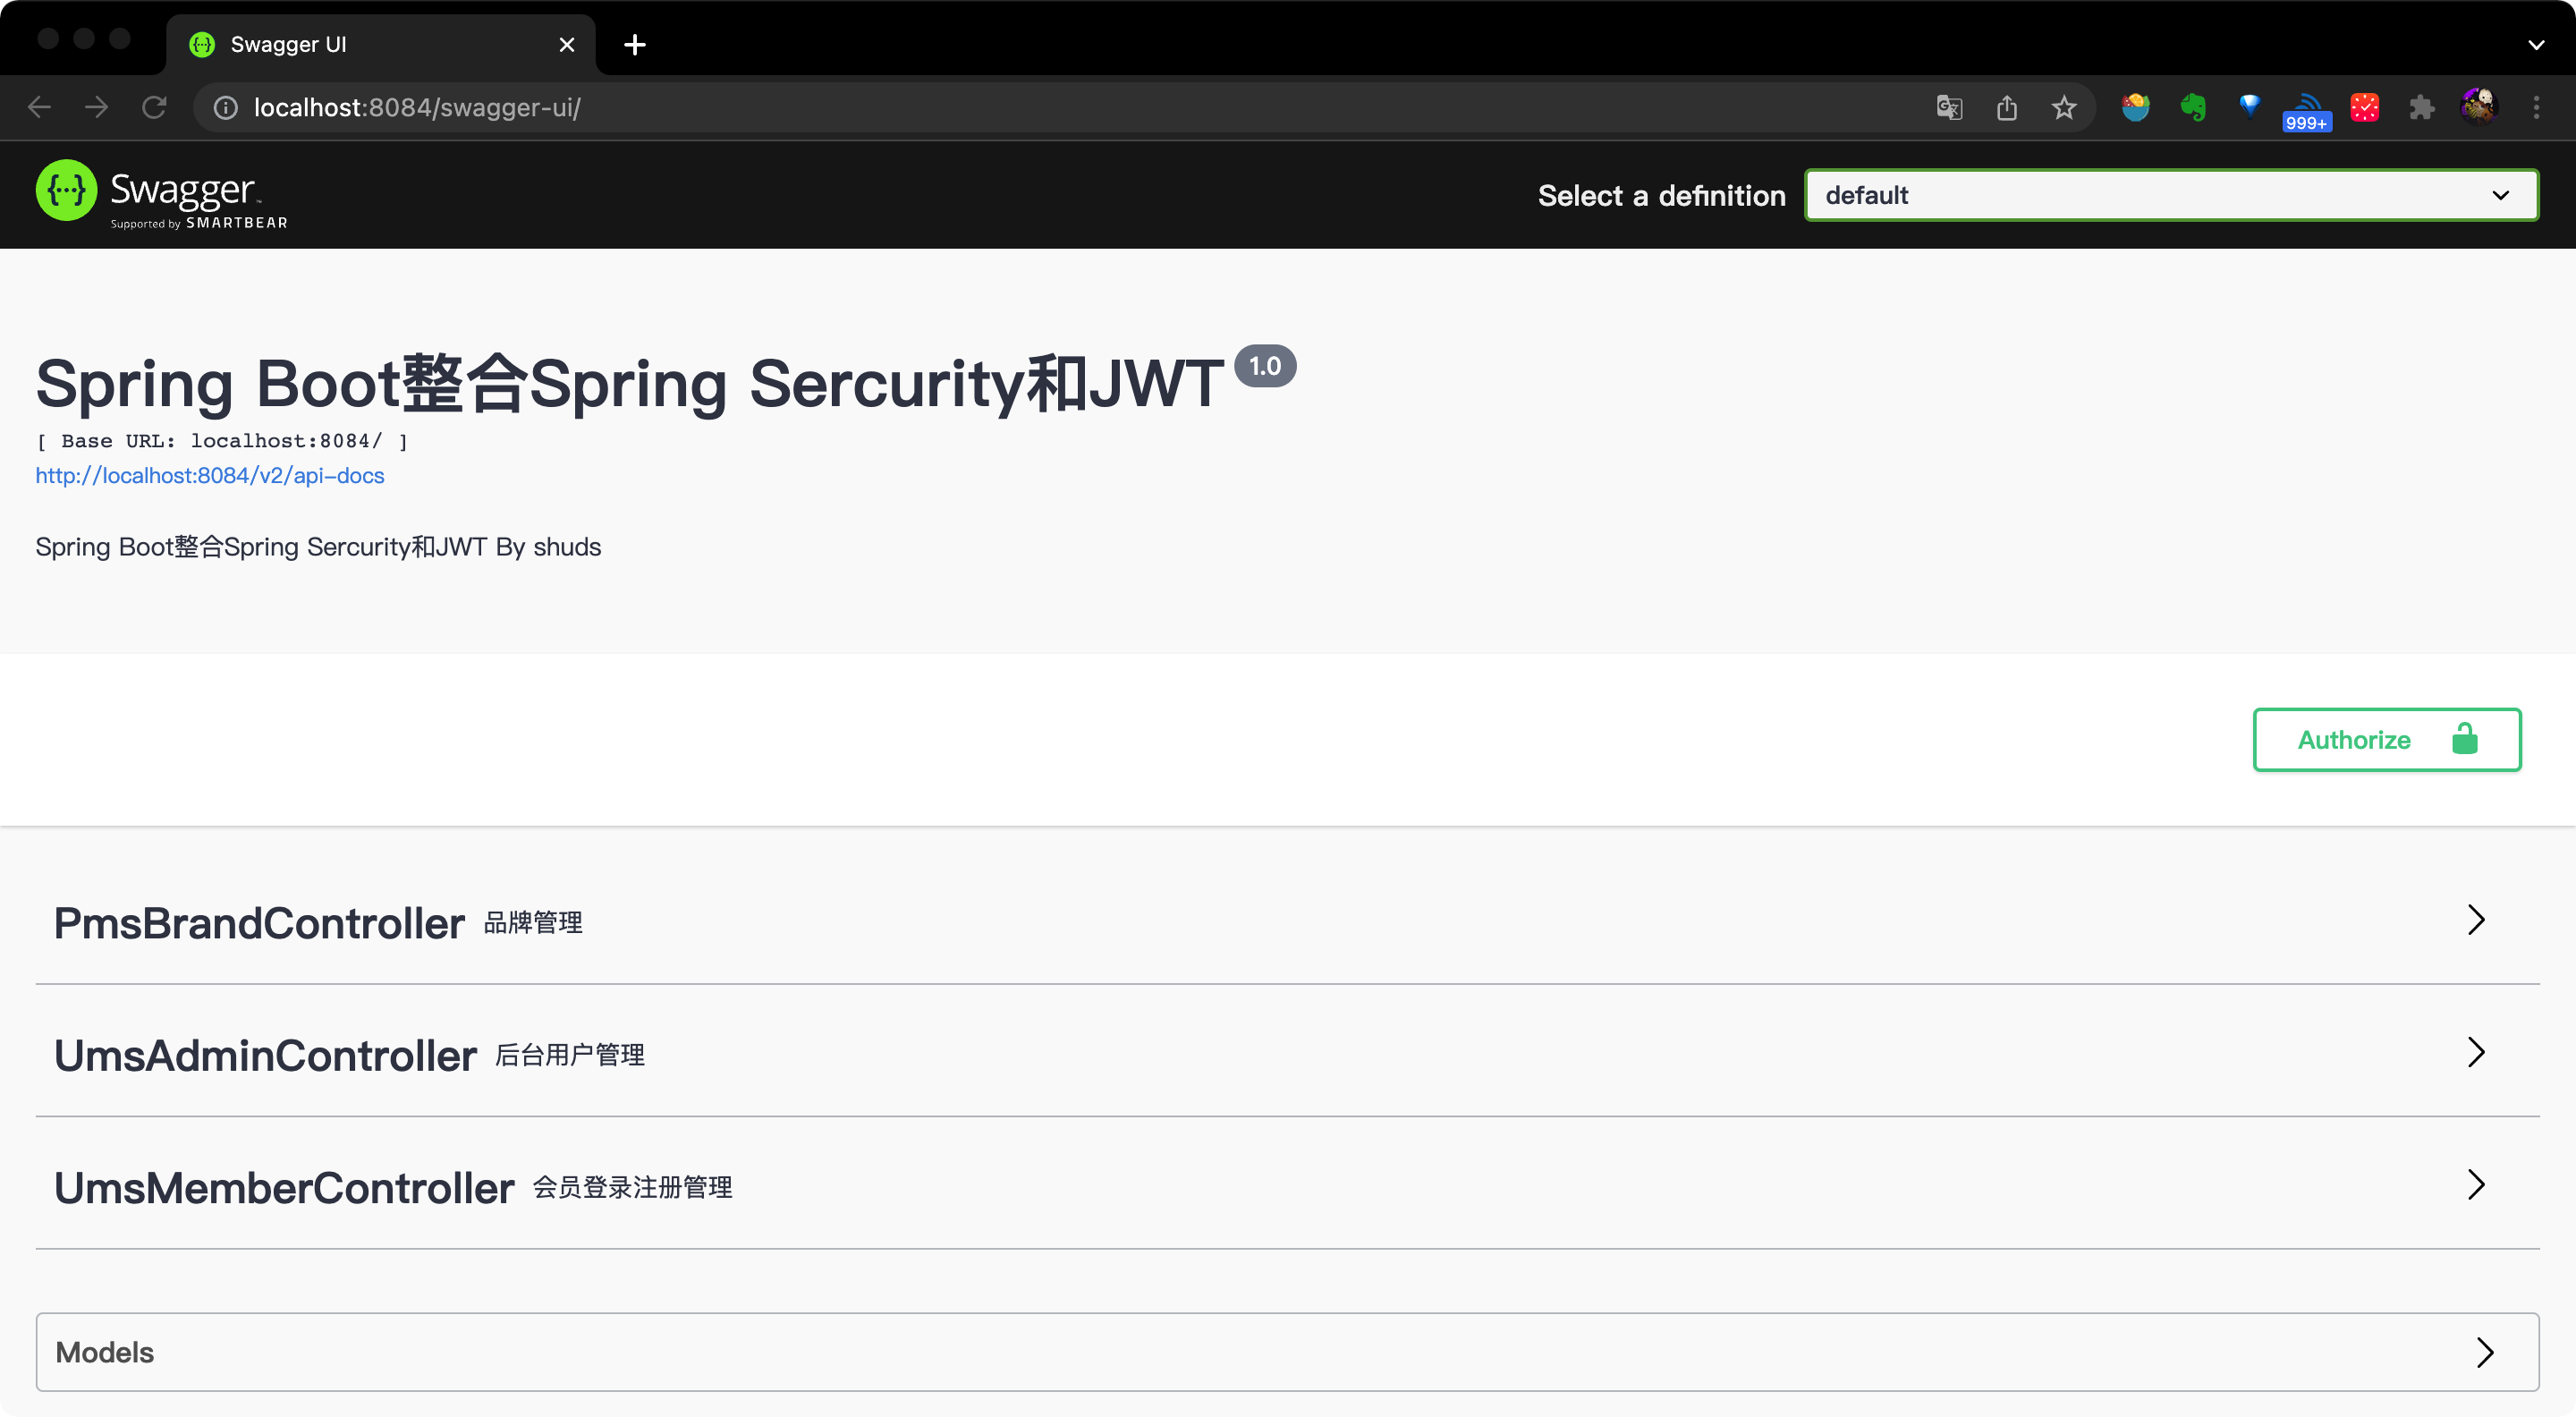 Swagger UI
localhost:8084/swagger-ui/
999+
Swagger™
Supported by SMARTBEAR
Select a definition
default
Spring Boot整合Spring Sercurity和JWT 1.0
[ Base URL: localhost:8084/ ]
http://localhost:8084/v2/api-docs
Spring Boot整合Spring Sercurity和JWT By shuds
Authorize
PmsBrandController 品牌管理
UmsAdminController 后台用户管理
UmsMemberController 会员登录注册管理
Models